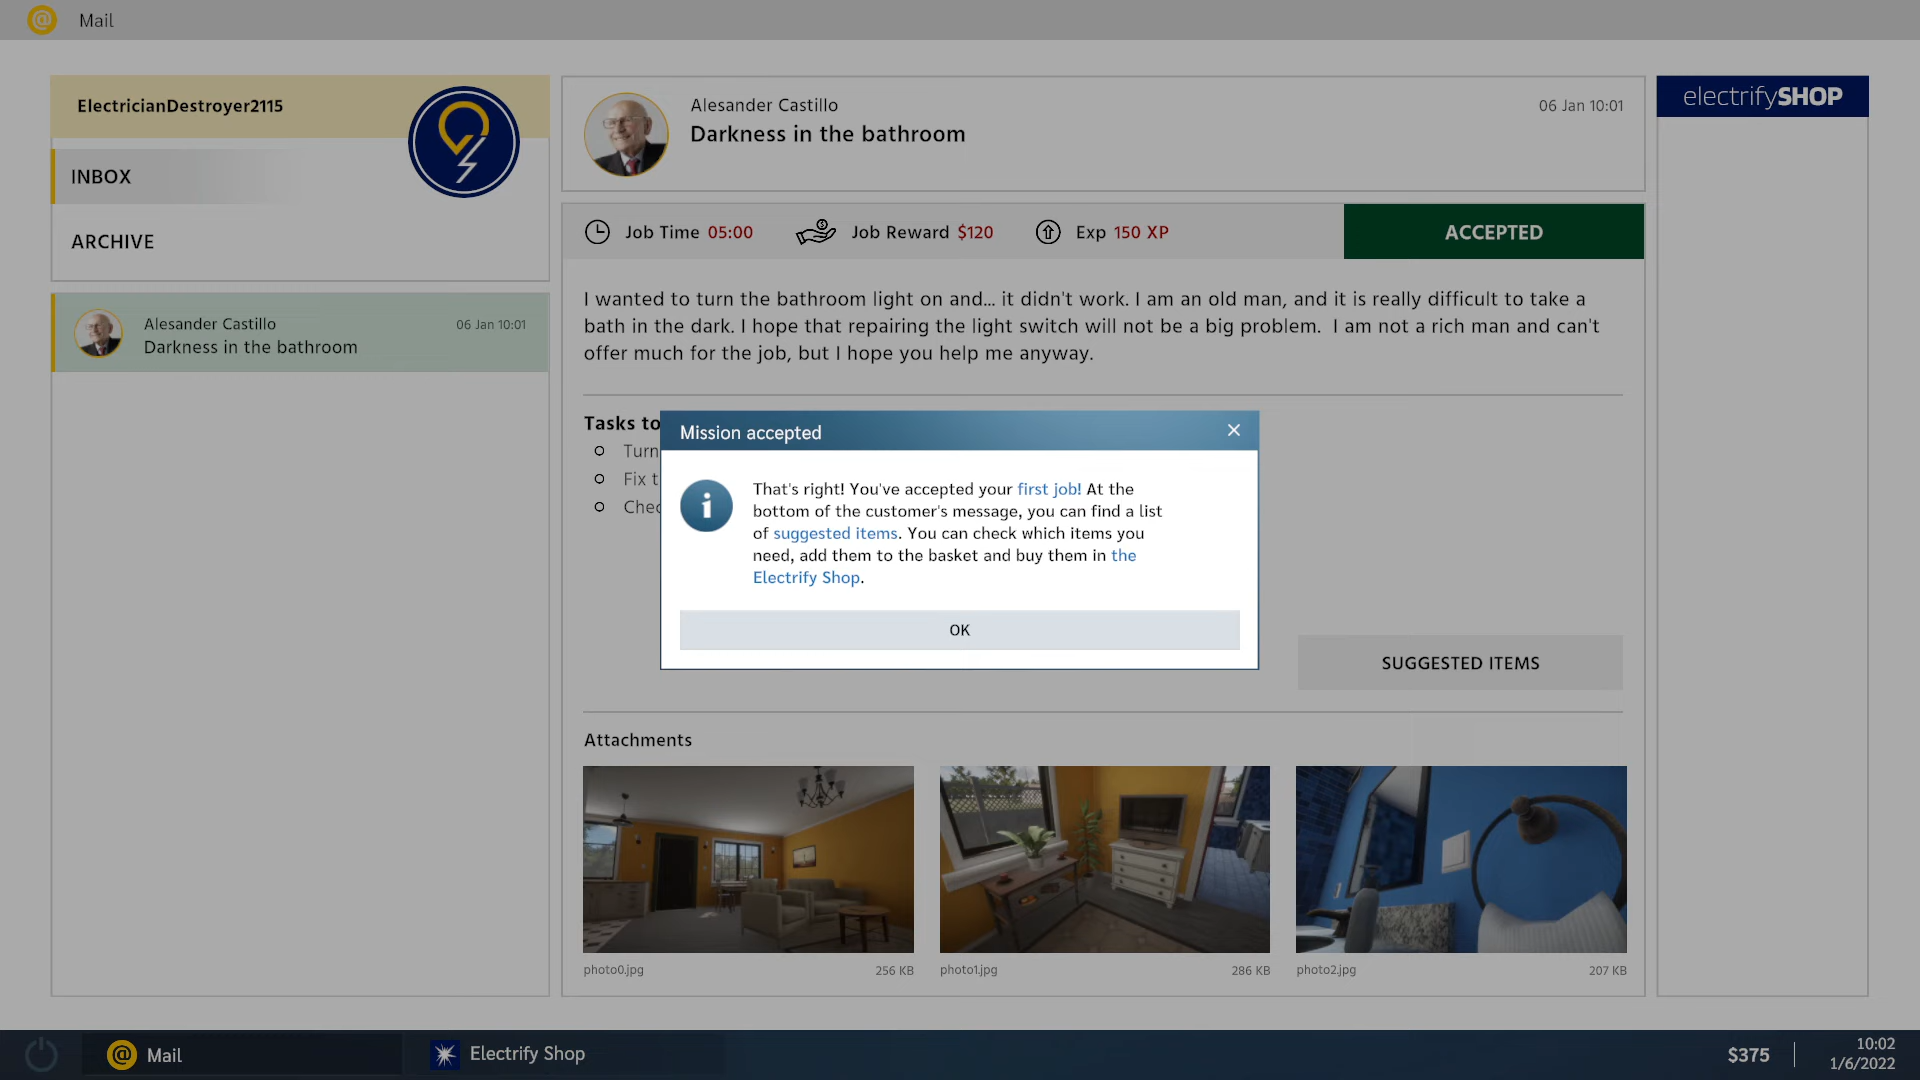 Mail
ElectricianDestroyer2115
INBOX
ARCHIVE
Alesander Castillo
06 Jan 10:01
Darkness in the bathroom
Alesander Castillo
06 Jan 10:01
Darkness in the bathroom
electrifySHOP
Job Time 05:00
Job Reward $120
Exp 150 XP
ACCEPTED
I wanted to turn the bathroom light on and... it didn't work. I am an old man, and it is really difficult to take a
bath in the dark. I hope that repairing the light switch will not be a big problem. I am not a rich man and can't
offer much for the job, but I hope you help me anyway.
Tasks to
Turn
Fix t
Chec
Mission accepted
That's right! You've accepted your first job! At the
bottom of the customer's message, you can find a list
of suggested items. You can check which items you
need, add them to the basket and buy them in the
Electrify Shop.
OK
SUGGESTED ITEMS
Attachments
photo0.jpg 256 KB
photo1.jpg 286 KB
photo2.jpg 207 KB
Mail
Electrify Shop
$375
10:02
1/6/2022